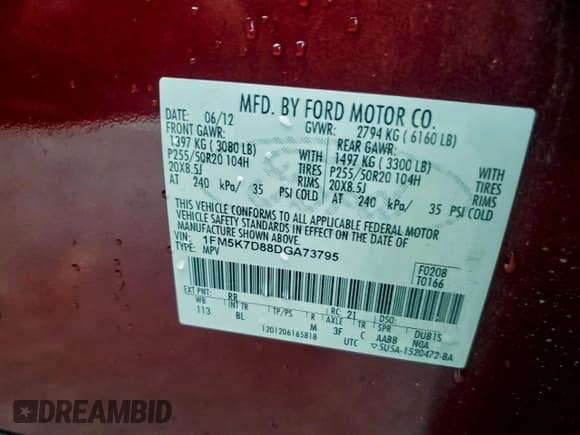 MFD. BY FORD MOTOR CO.
DATE: 06/12 GVWR: 2794 KG ( 6160 LB)
FRONT GAWR: REAR GAWR:
1397 KG ( 3080 LB) WITH 1497 KG ( 3300 LB) WITH
P255/50R20 104H TIRES P255/50R20 104H TIRES
20X8.5J RIMS 20X8.5J RIMS
AT 240 kPa/ 35 PSI COLD AT 240 kPa/ 35 PSI COLD
THIS VEHICLE CONFORMS TO ALL APPLICABLE FEDERAL MOTOR
VEHICLE SAFETY STANDARDS IN EFFECT ON THE DATE OF
MANUFACTURE SHOWN ABOVE.
VIN: 1FM5K7D88DGA73795 F0208
TYPE: MPV T0166
EXT PNT: RR RC: 21 DSO:
WB INT TR TP/PS R AXLE TR SPR DUB1S
113 BL M 3F C AABB NOA
1201206165818 UTC ▽5U5A-1520472-BA
DREAMBID